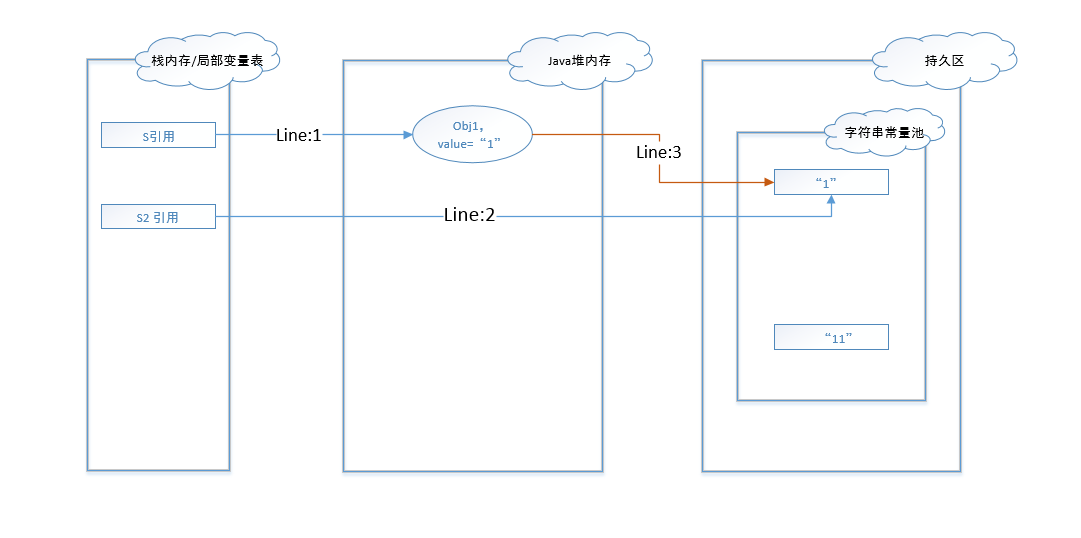 栈内存/局部变量表
Java堆内存
持久区
字符串常量池
S引用
Line:1
Obj1,
value=“1”
Line:3
“1”
S2 引用
Line:2
“11”